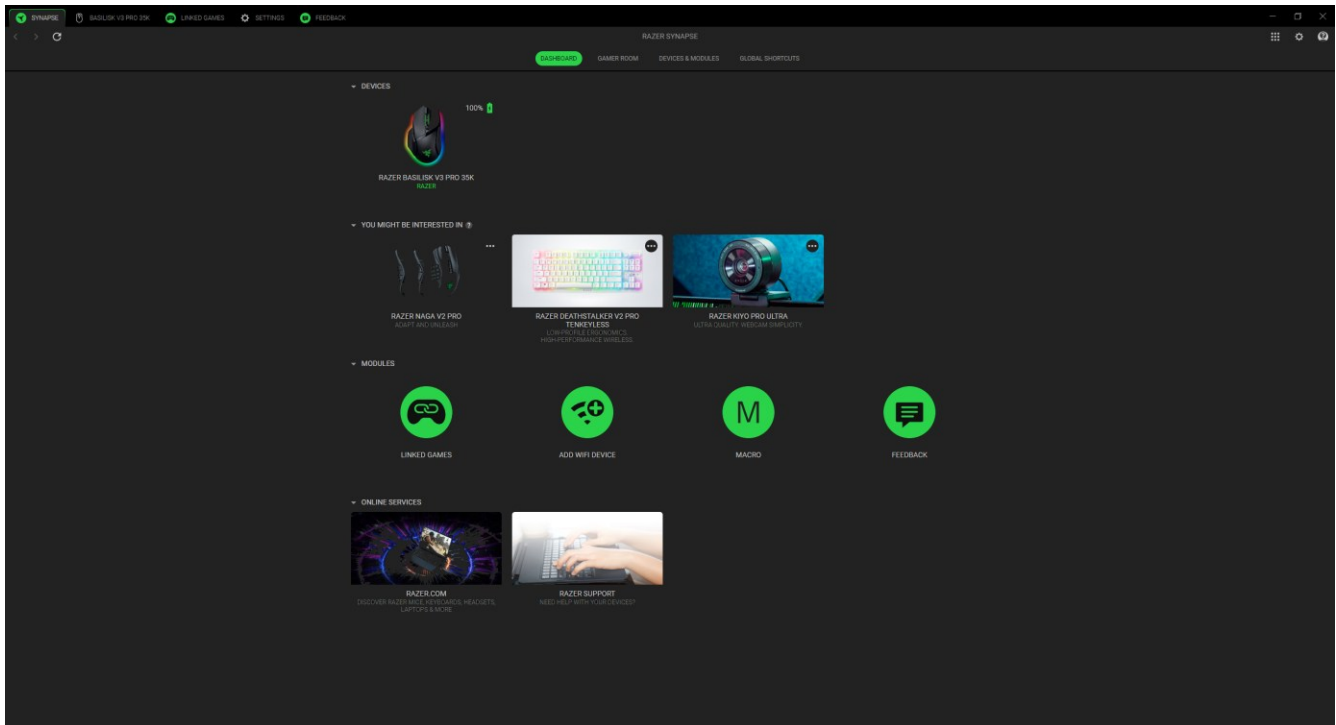 SYNAPSE
BASILISK V3 PRO 35K
LINKED GAMES
SETTINGS
FEEDBACK
RAZER SYNAPSE
DASHBOARD
GAMER ROOM
DEVICES & MODULES
GLOBAL SHORTCUTS
DEVICES
100%
RAZER BASILISK V3 PRO 35K
RAZER
YOU MIGHT BE INTERESTED IN ?
RAZER NAGA V2 PRO
ADAPT AND UNLEASH
RAZER DEATHSTALKER V2 PRO
TENKEYLESS
LOW-PROFILE ERGONOMICS.
HIGH-PERFORMANCE WIRELESS.
RAZER KIYO PRO ULTRA
ULTRA QUALITY. WEBCAM SIMPLICITY.
MODULES
M
LINKED GAMES
ADD WIFI DEVICE
MACRO
FEEDBACK
ONLINE SERVICES
RAZER.COM
DISCOVER RAZER MICE, KEYBOARDS, HEADSETS,
LAPTOPS & MORE
RAZER SUPPORT
NEED HELP WITH YOUR DEVICES?